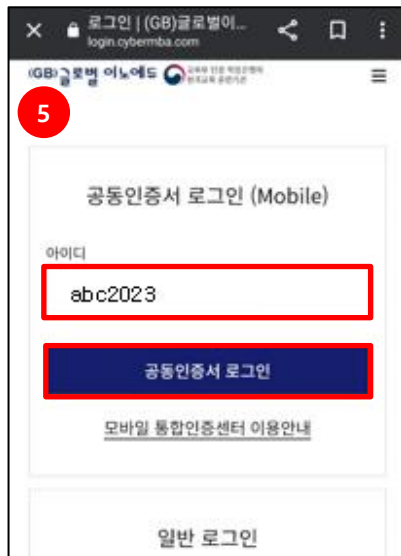 로그인 | (GB)글로벌이...
login.cybermba.com
(GB)글로벌 이노에드
5
공동인증서 로그인 (Mobile)
아이디
abc2023
공동인증서 로그인
모바일 통합인증센터 이용안내
일반 로그인